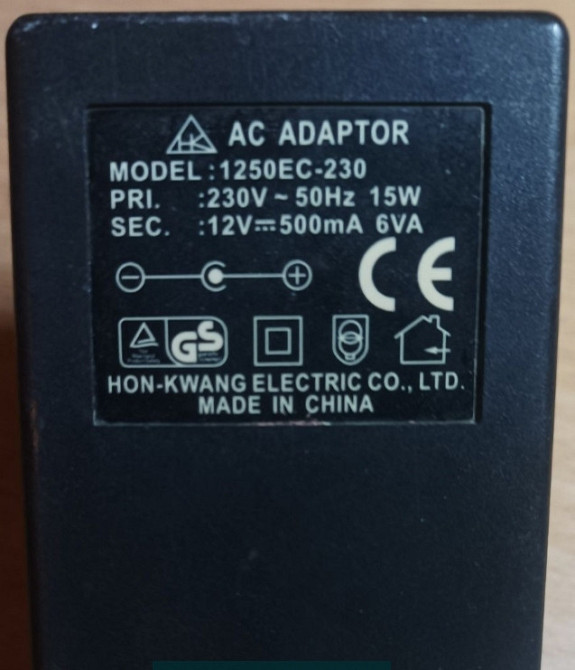 HK AC ADAPTOR
MODEL :1250EC-230
PRI. :230V ~ 50Hz 15W
SEC. :12V⎓500mA 6VA
CE
GS
HON-KWANG ELECTRIC CO., LTD.
MADE IN CHINA